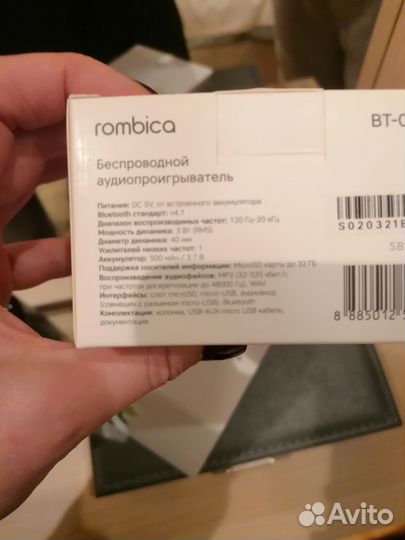 rombica
BT-
Беспроводной
аудиопроигрыватель
Питание: DC 5V, от встроенного аккумулятора
Bluetooth стандарт: v4.1
Диапазон воспроизводимых частот: 120 Гц-20 кГц
Мощность динамика: 3 Вт (RMS)
Диаметр динамика: 40 мм
Усилителей низких частот: 1
Аккумулятор: 500 мАч / 3.7 В
Поддержка носителей информации: MicroSD карты до 32 ГБ
Воспроизведение аудиофайлов: MP3 (32-320 кбит/с
при частотах дискретизации до 48000 Гц), WAV
Интерфейсы: слот microSD, micro-USB, аудиовход
(совмещен с разъемом micro-USB), Bluetooth
Комплектация: колонка, USB-AUX-micro USB кабель,
документация
S020321
SB
8 885012
Avito